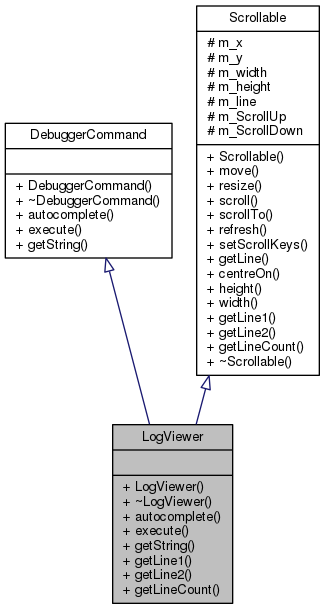 Scrollable
# m_x
# m_y
# m_width
# m_height
# m_line
# m_ScrollUp
# m_ScrollDown
+ Scrollable()
+ move()
+ resize()
+ scroll()
+ scrollTo()
+ refresh()
+ setScrollKeys()
+ getLine()
+ centreOn()
+ height()
+ width()
+ getLine1()
+ getLine2()
+ getLineCount()
+ ~Scrollable()
DebuggerCommand
+ DebuggerCommand()
+ ~DebuggerCommand()
+ autocomplete()
+ execute()
+ getString()
LogViewer
+ LogViewer()
+ ~LogViewer()
+ autocomplete()
+ execute()
+ getString()
+ getLine1()
+ getLine2()
+ getLineCount()